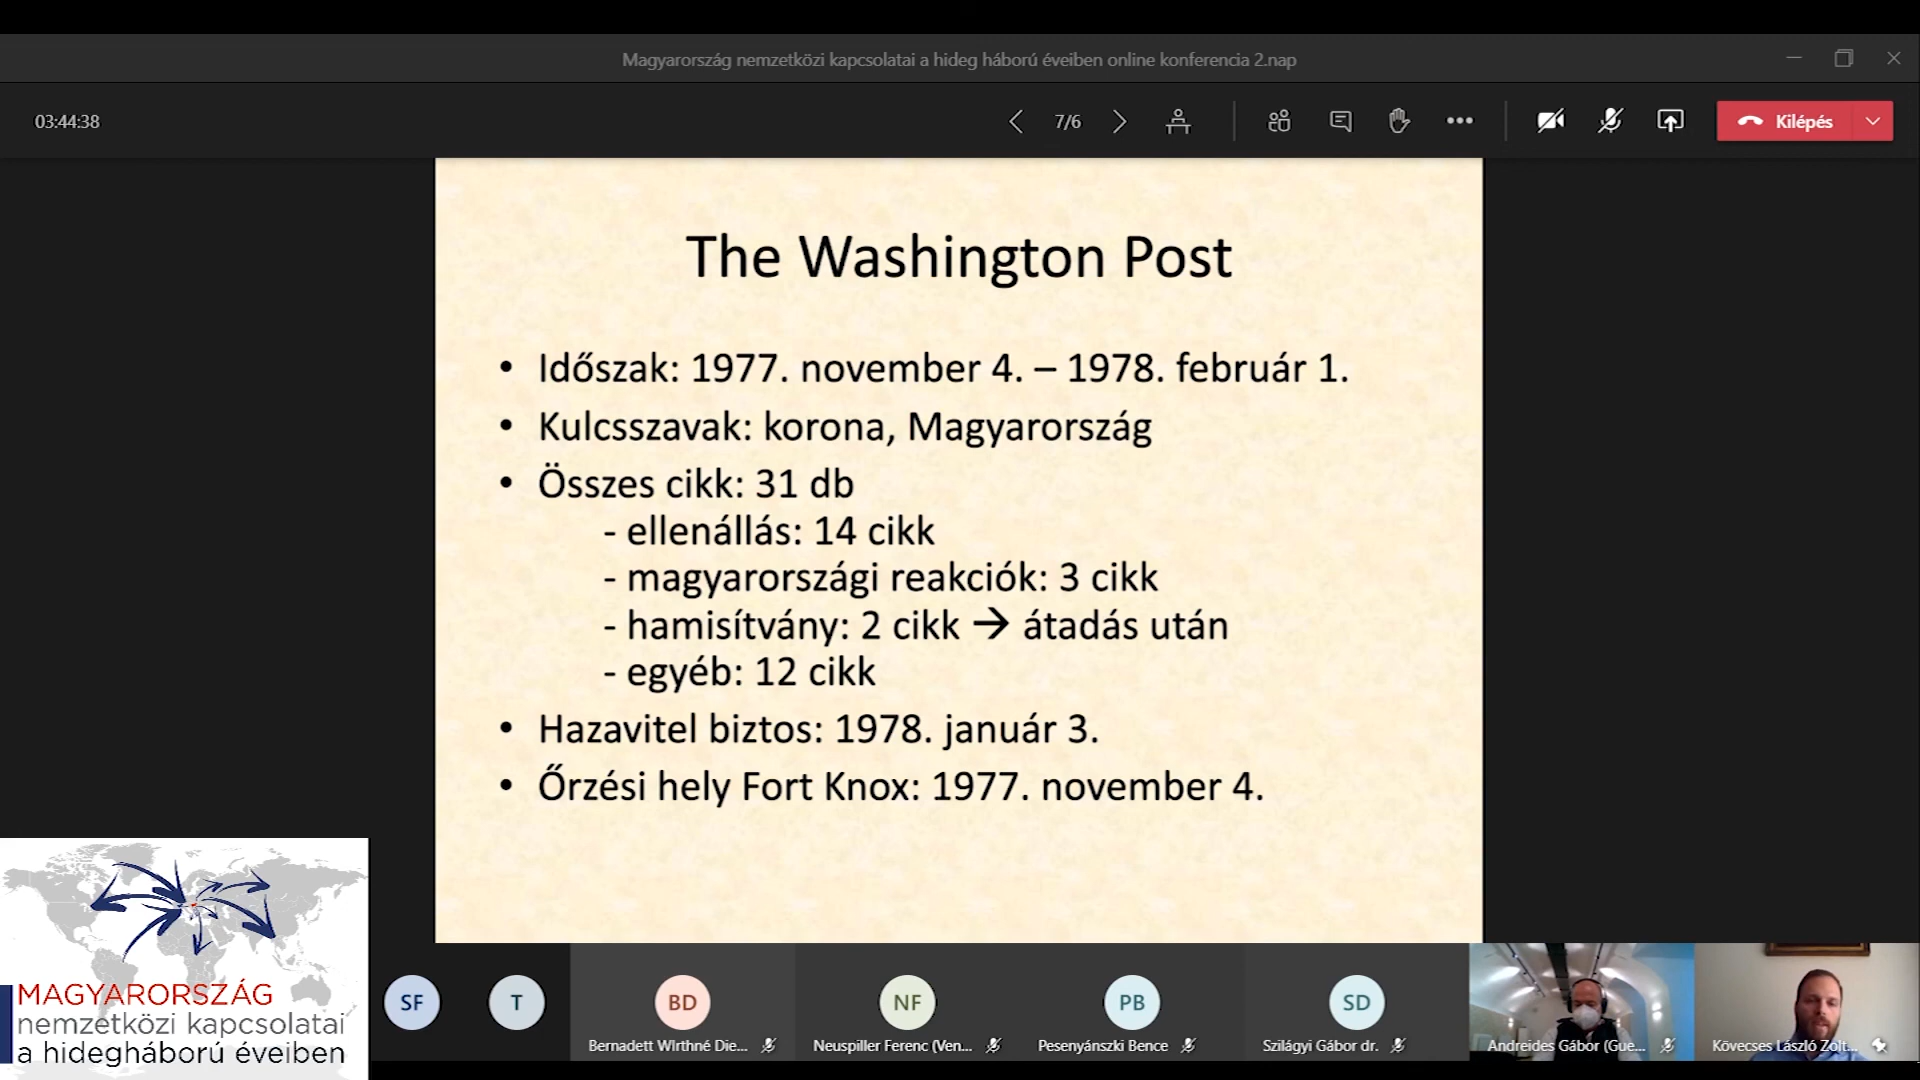 Magyarország nemzetközi kapcsolatai a hideg háború éveiben online konferencia 2.nap
03:44:38
7/6
Kilépés
The Washington Post
• Időszak: 1977. november 4. – 1978. február 1.
• Kulcsszavak: korona, Magyarország
• Összes cikk: 31 db
- ellenállás: 14 cikk
- magyarországi reakciók: 3 cikk
- hamisítvány: 2 cikk → átadás után
- egyéb: 12 cikk
• Hazavitel biztos: 1978. január 3.
• Őrzési hely Fort Knox: 1977. november 4.
MAGYARORSZÁG
nemzetközi kapcsolatai
a hidegháború éveiben
SF
T
BD
NF
PB
SD
Bernadett WIrthné Die...
Neuspiller Ferenc (Ven...
Pesenyánszki Bence
Szilágyi Gábor dr.
Andreides Gábor (Gue...
Kövecses László Zolt...